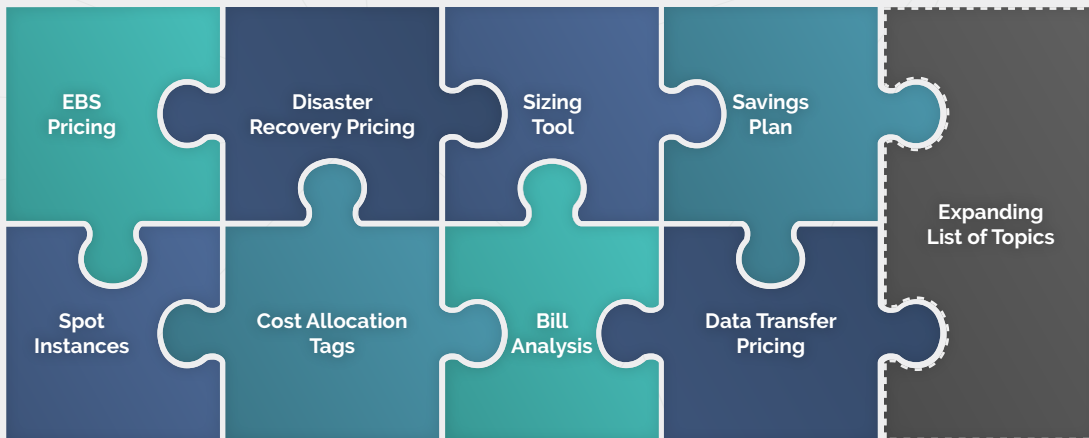 EBS
Pricing
Disaster
Recovery Pricing
Sizing
Tool
Savings
Plan
Expanding
List of Topics
Spot
Instances
Cost Allocation
Tags
Bill
Analysis
Data Transfer
Pricing